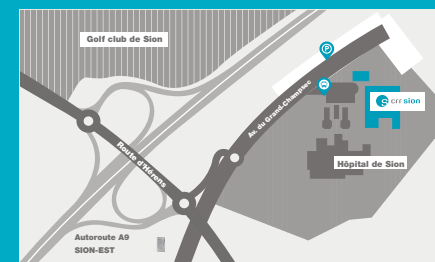 Golf club de Sion
P
Av. du Grand-Champsec
crr sion
Route d'Hérens
Hôpital de Sion
Autoroute A9
SION-EST